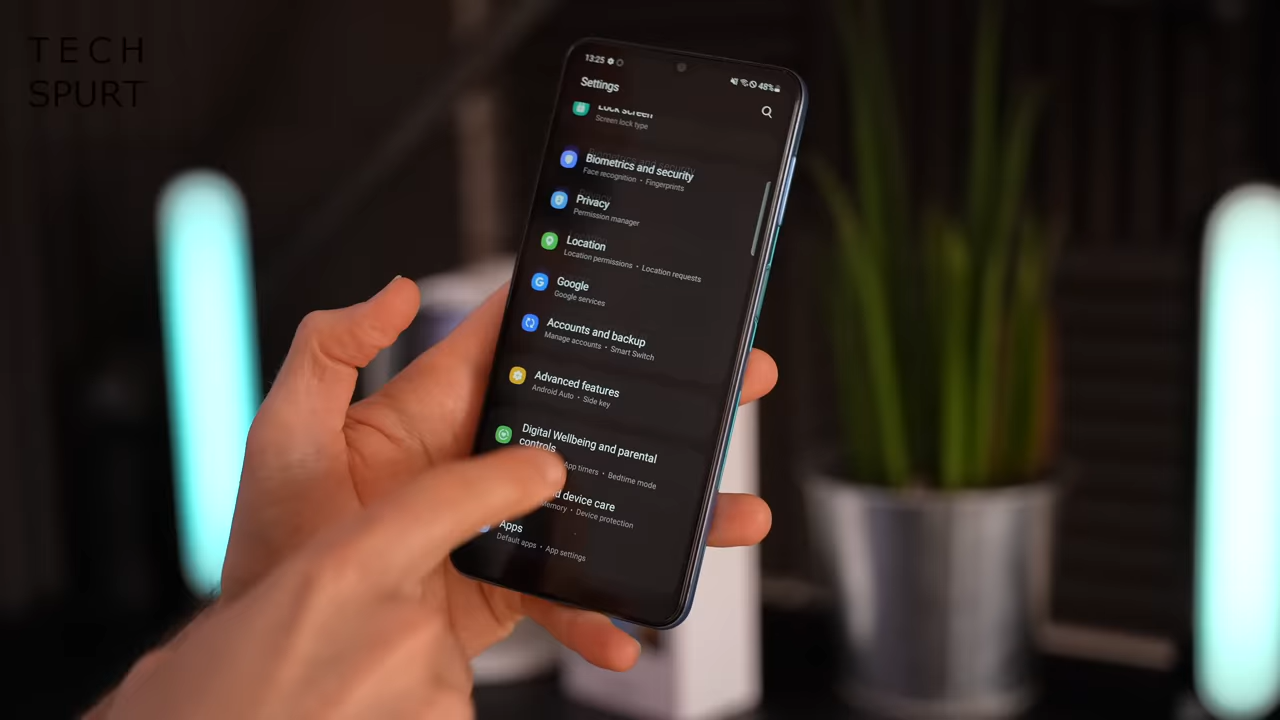 TECH
SPURT
13:25
48%
Settings
Lock screen
Screen lock type
Biometrics and security
Face recognition • Fingerprints
Privacy
Permission manager
Location
Location permissions • Location requests
Google
Google services
Accounts and backup
Manage accounts • Smart Switch
Advanced features
Android Auto • Side key
Digital Wellbeing and parental
controls
App timers • Bedtime mode
device care
Device protection
Apps
Default apps • App settings